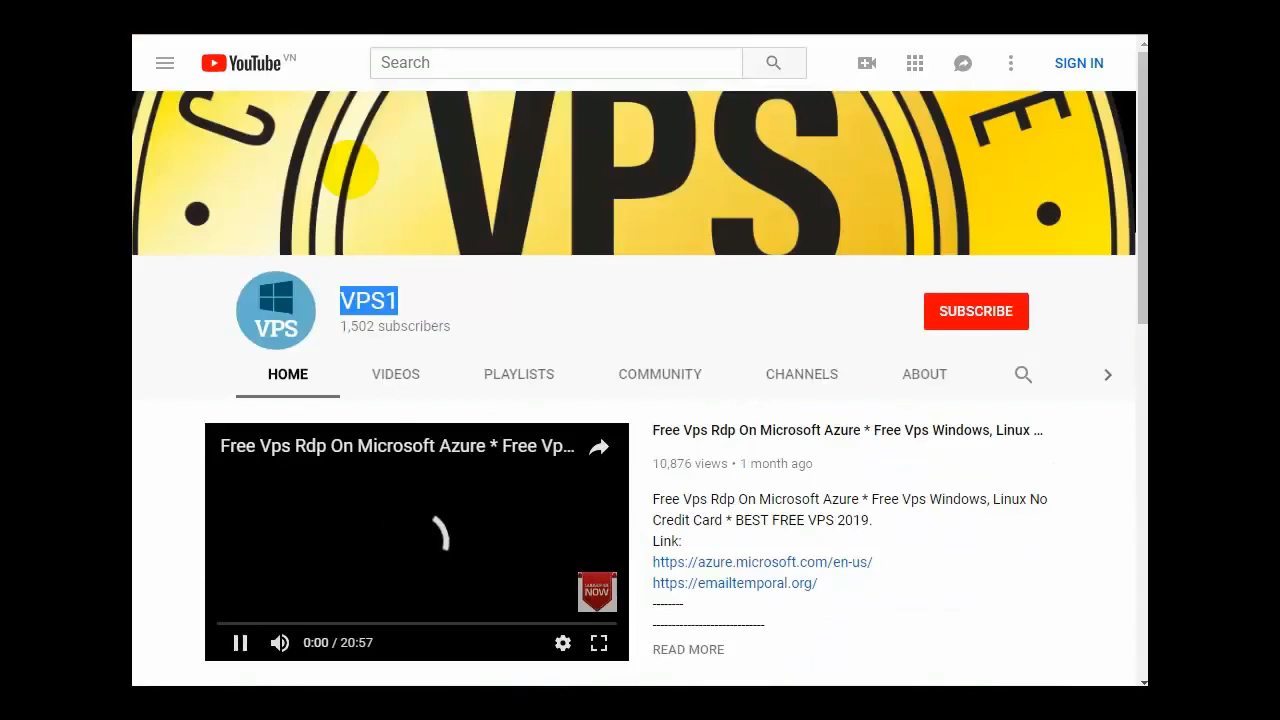 YouTube VN
Search
SIGN IN
C VPS E
VPS
VPS1
1,502 subscribers
SUBSCRIBE
HOME
VIDEOS
PLAYLISTS
COMMUNITY
CHANNELS
ABOUT
Free Vps Rdp On Microsoft Azure * Free Vp...
NOW
0:00 / 20:57
Free Vps Rdp On Microsoft Azure * Free Vps Windows, Linux ...
10,876 views • 1 month ago
Free Vps Rdp On Microsoft Azure * Free Vps Windows, Linux No
Credit Card * BEST FREE VPS 2019.
Link:
https://azure.microsoft.com/en-us/
https://emailtemporal.org/
--------
-----------------------------
READ MORE